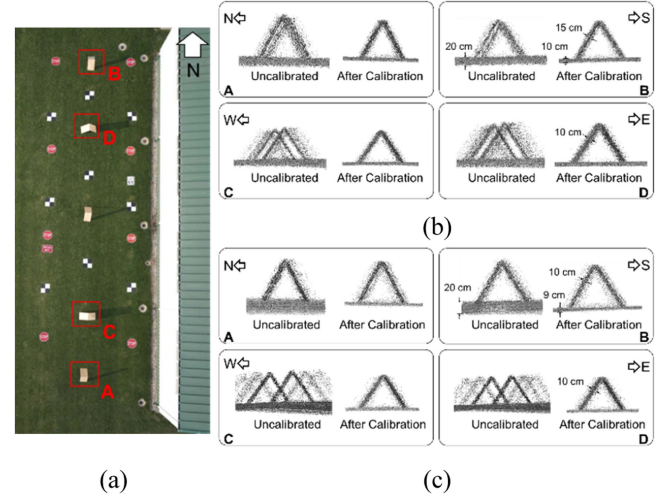 N
B
D
C
A
(a)
N
Uncalibrated
After Calibration
A
20 cm
15 cm
10 cm
S
Uncalibrated
After Calibration
B
W
Uncalibrated
After Calibration
C
10 cm
E
Uncalibrated
After Calibration
D
(b)
N
Uncalibrated
After Calibration
A
20 cm
10 cm
9 cm
S
Uncalibrated
After Calibration
B
W
Uncalibrated
After Calibration
C
10 cm
E
Uncalibrated
After Calibration
D
(c)